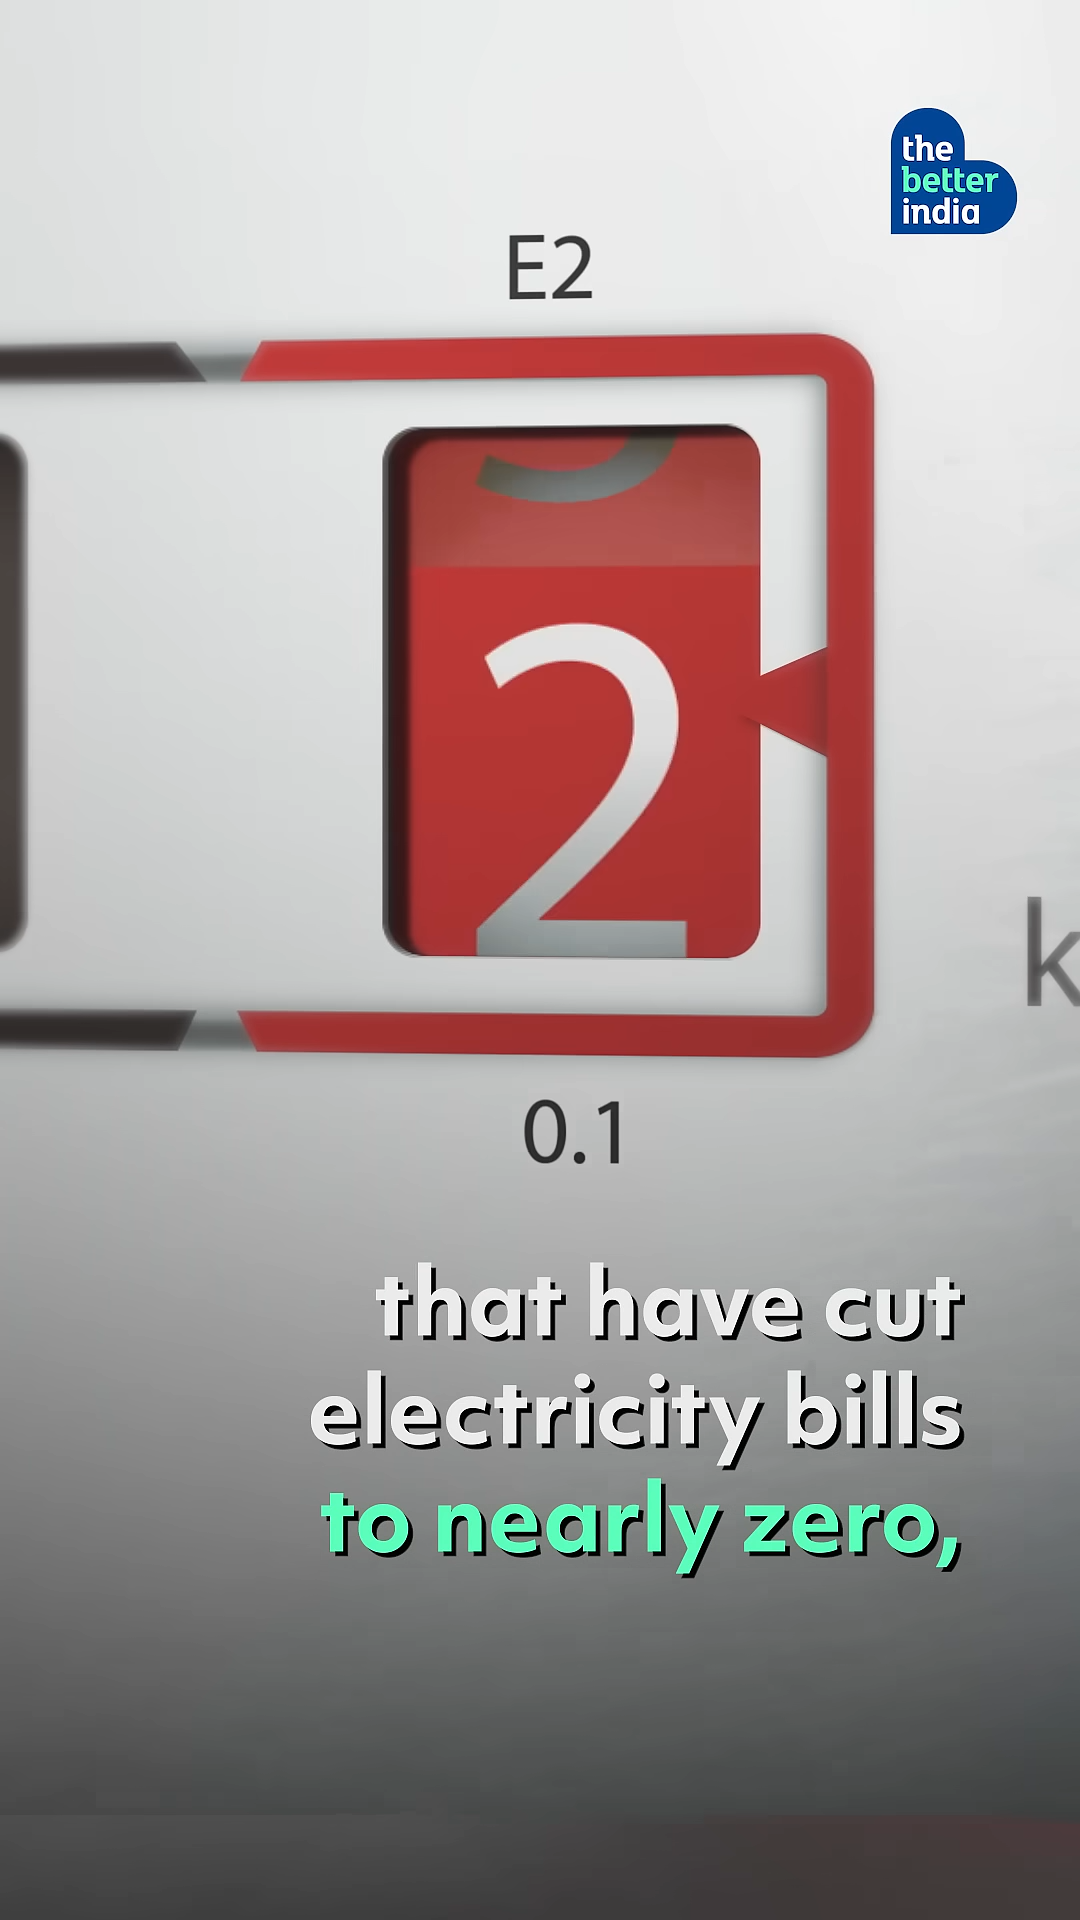 the
better
india
E2
2
k
0.1
that have cut
electricity bills
to nearly zero,